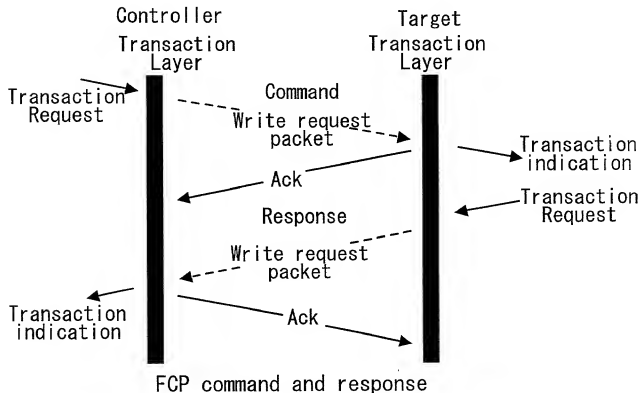 Controller
Target
Transaction
Layer
Transaction
Layer
Transaction
Request
Command
Write request
packet
Transaction
indication
Ack
Transaction
Request
Response
Write request
packet
Transaction
indication
Ack
FCP command and response